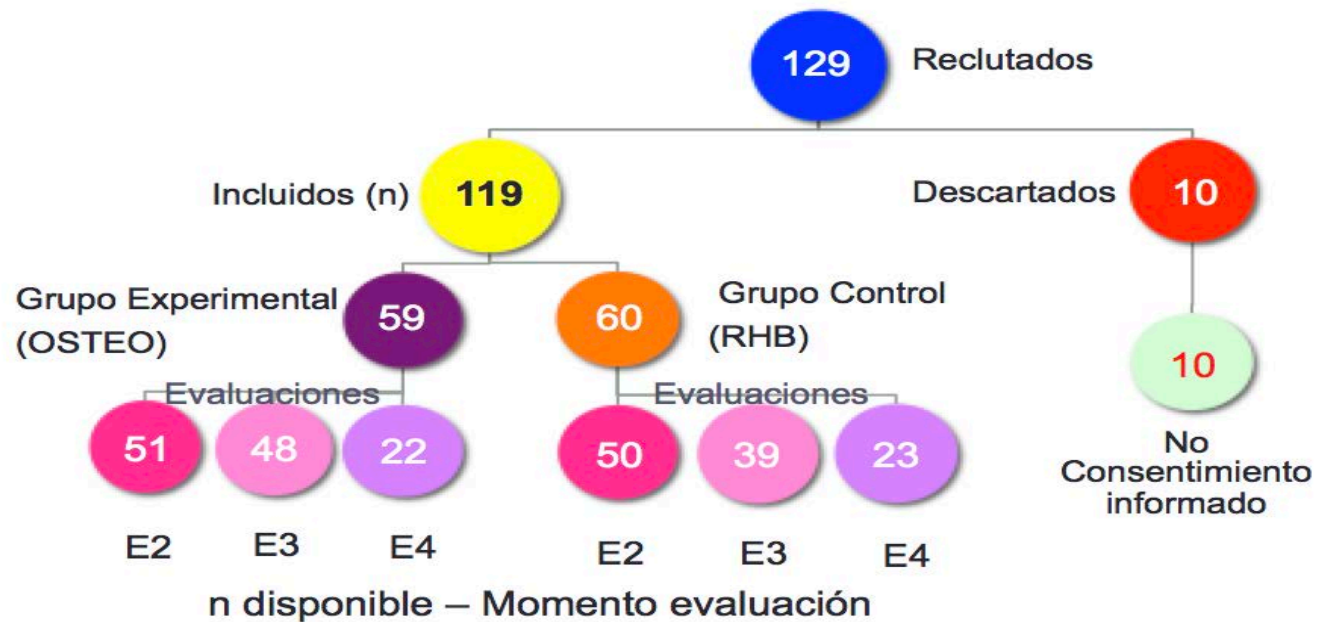 129 Reclutados
Incluidos (n) 119
Descartados 10
Grupo Experimental
(OSTEO)
59
60
Grupo Control
(RHB)
10
No
Consentimiento
informado
Evaluaciones
Evaluaciones
51 48 22
50 39 23
E2 E3 E4
E2 E3 E4
n disponible – Momento evaluación